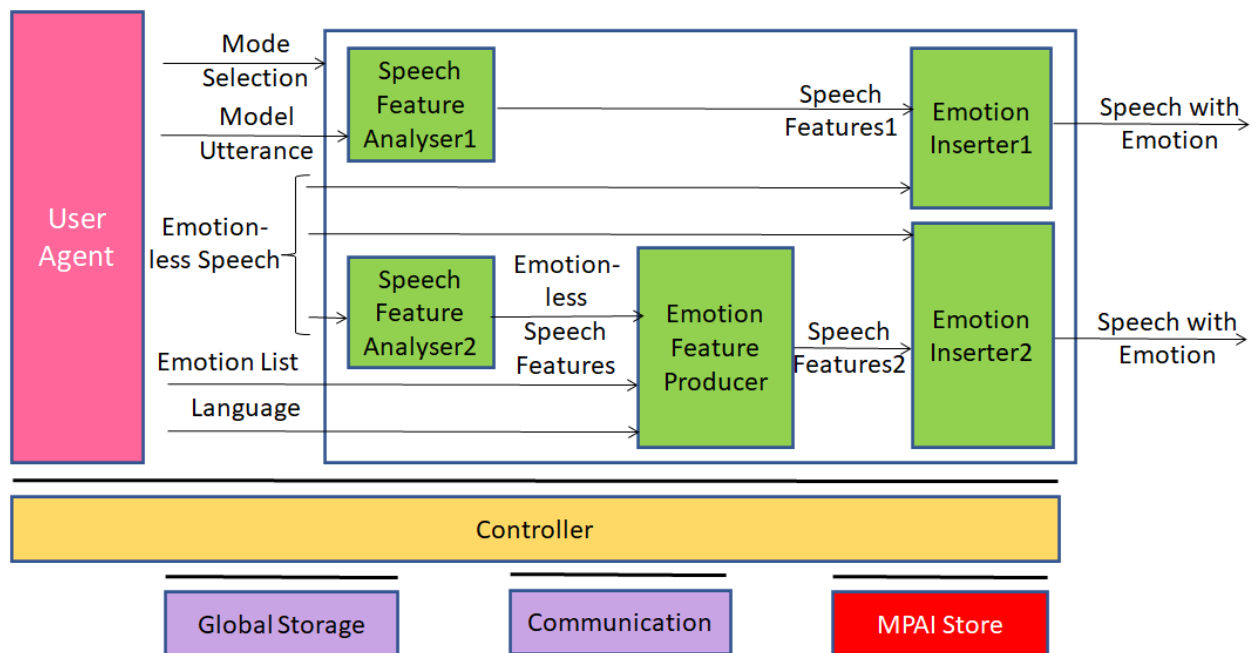 User
Agent
Mode
Selection
Model
Utterance
Emotion-
less Speech
Emotion List
Language
Speech
Feature
Analyser1
Speech
Features1
Emotion
Inserter1
Speech with
Emotion
Speech
Feature
Analyser2
Emotion-
less
Speech
Features
Emotion
Feature
Producer
Speech
Features2
Emotion
Inserter2
Speech with
Emotion
Controller
Global Storage
Communication
MPAI Store